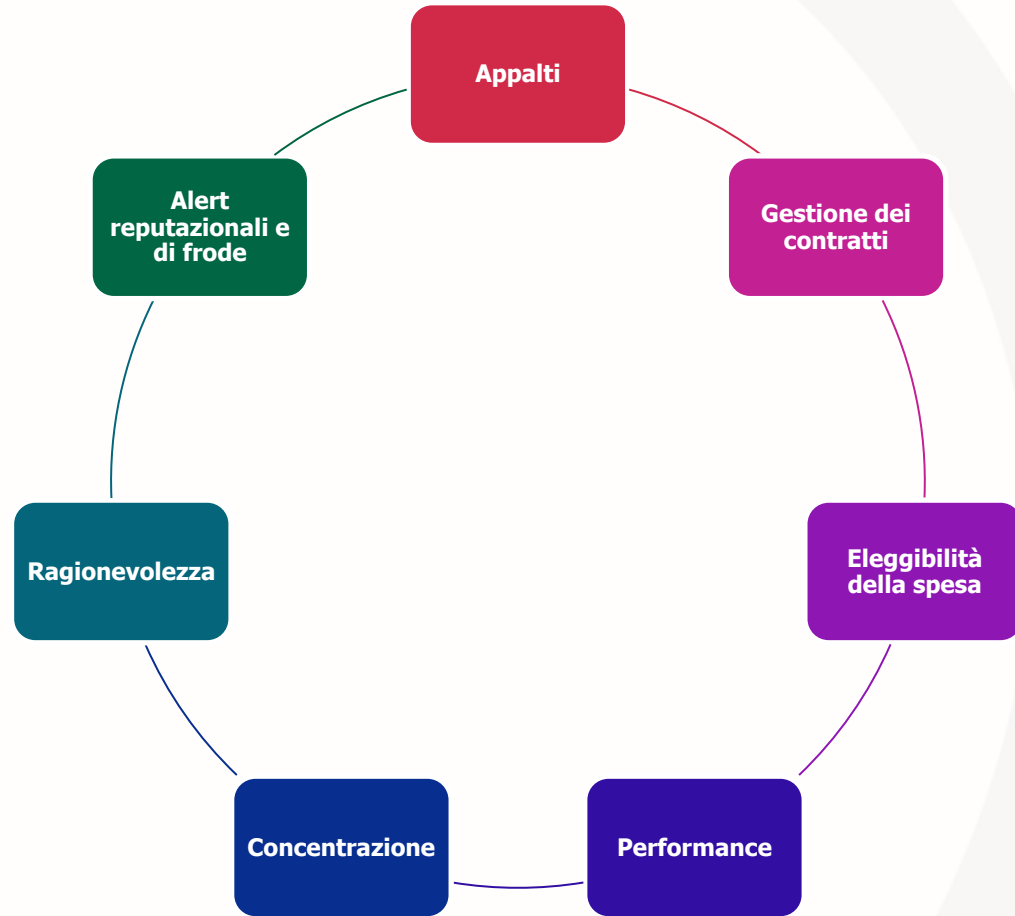 Appalti
Gestione dei
contratti
Eleggibilità
della spesa
Performance
Concentrazione
Ragionevolezza
Alert
reputazionali e
di frode